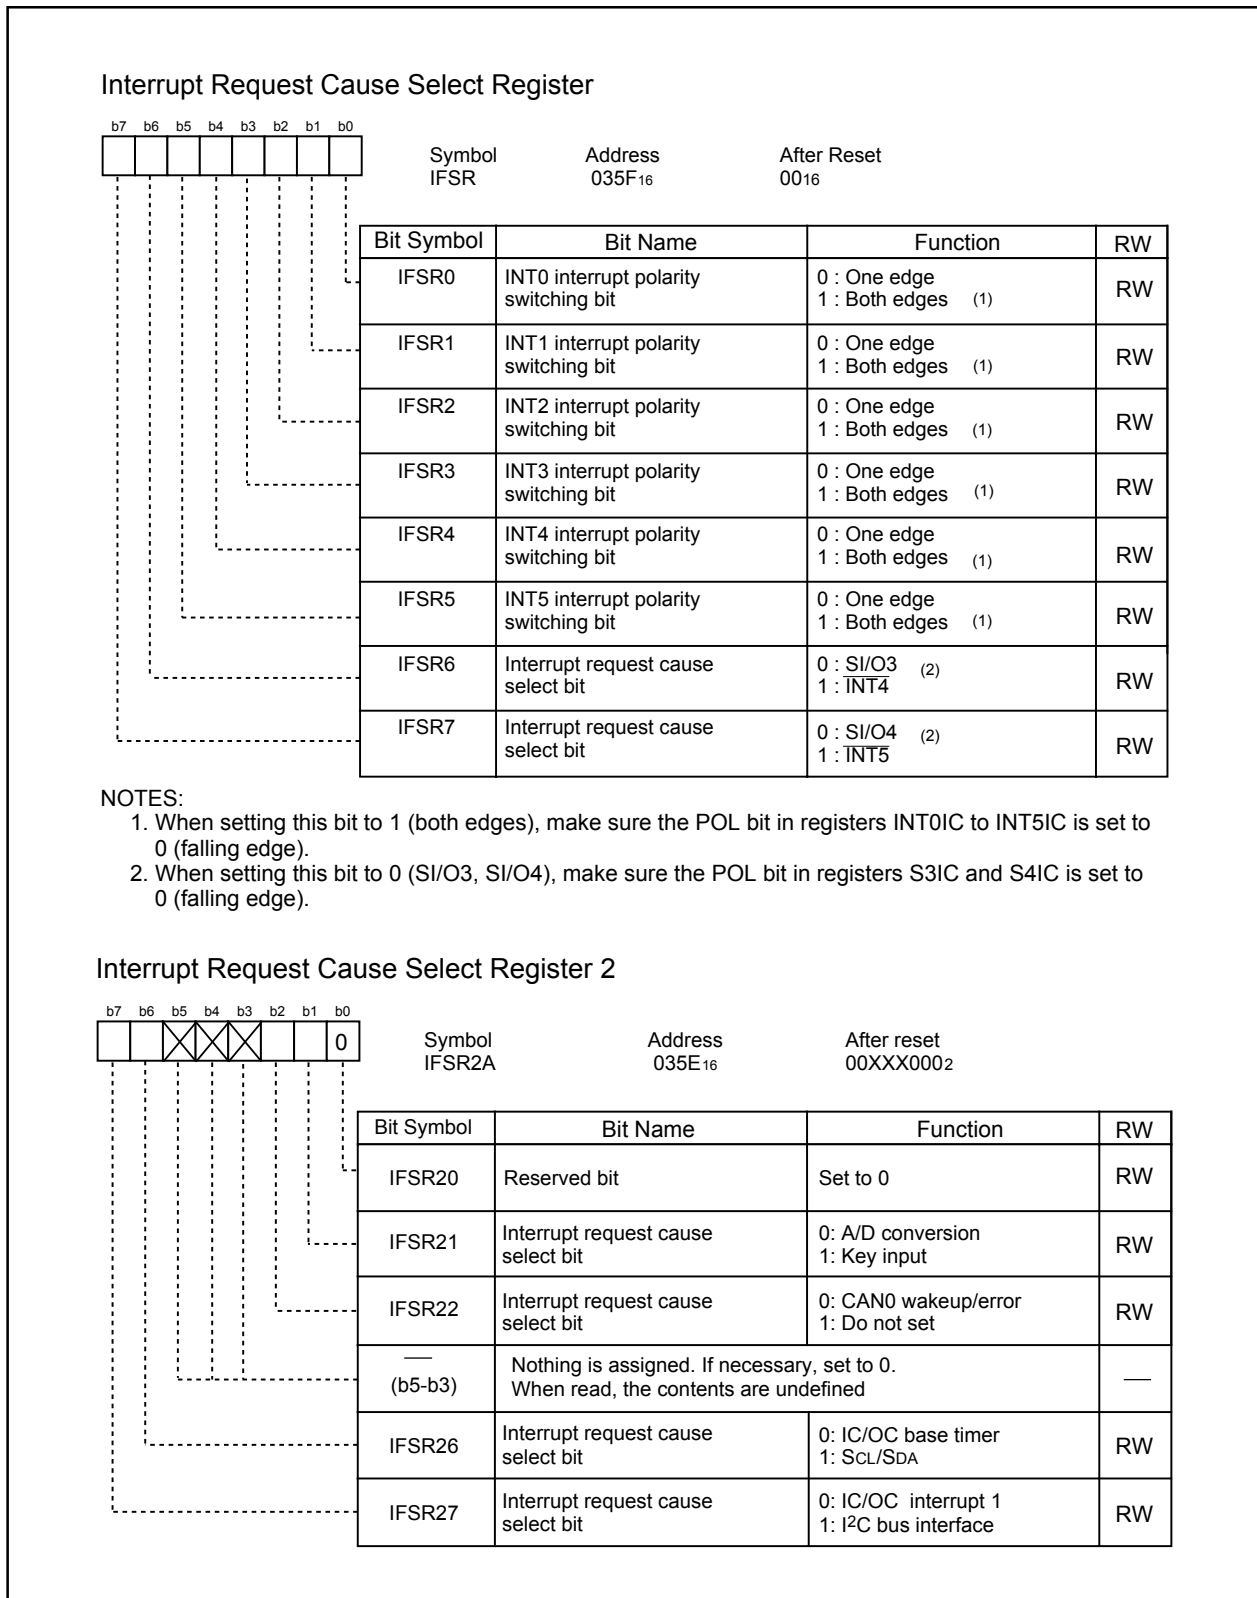 Interrupt Request Cause Select Register
b7 b6 b5 b4 b3 b2 b1 b0
Symbol Address After Reset
IFSR 035F16 0016
Bit Symbol Bit Name Function RW
IFSR0 INT0 interrupt polarity 0 : One edge
switching bit 1 : Both edges (1) RW
IFSR1 INT1 interrupt polarity 0 : One edge
switching bit 1 : Both edges (1) RW
IFSR2 INT2 interrupt polarity 0 : One edge
switching bit 1 : Both edges (1) RW
IFSR3 INT3 interrupt polarity 0 : One edge
switching bit 1 : Both edges (1) RW
IFSR4 INT4 interrupt polarity 0 : One edge
switching bit 1 : Both edges (1) RW
IFSR5 INT5 interrupt polarity 0 : One edge
switching bit 1 : Both edges (1) RW
IFSR6 Interrupt request cause 0 : SI/O3 (2)
select bit 1 : INT4 RW
IFSR7 Interrupt request cause 0 : SI/O4 (2)
select bit 1 : INT5 RW
NOTES:
1. When setting this bit to 1 (both edges), make sure the POL bit in registers INT0IC to INT5IC is set to
0 (falling edge).
2. When setting this bit to 0 (SI/O3, SI/O4), make sure the POL bit in registers S3IC and S4IC is set to
0 (falling edge).
Interrupt Request Cause Select Register 2
b7 b6 b5 b4 b3 b2 b1 b0
0
Symbol Address After reset
IFSR2A 035E16 00XXX0002
Bit Symbol Bit Name Function RW
IFSR20 Reserved bit Set to 0 RW
IFSR21 Interrupt request cause 0: A/D conversion
select bit 1: Key input RW
IFSR22 Interrupt request cause 0: CAN0 wakeup/error
select bit 1: Do not set RW
— Nothing is assigned. If necessary, set to 0.
(b5-b3) When read, the contents are undefined —
IFSR26 Interrupt request cause 0: IC/OC base timer
select bit 1: SCL/SDA RW
IFSR27 Interrupt request cause 0: IC/OC interrupt 1
select bit 1: I2C bus interface RW